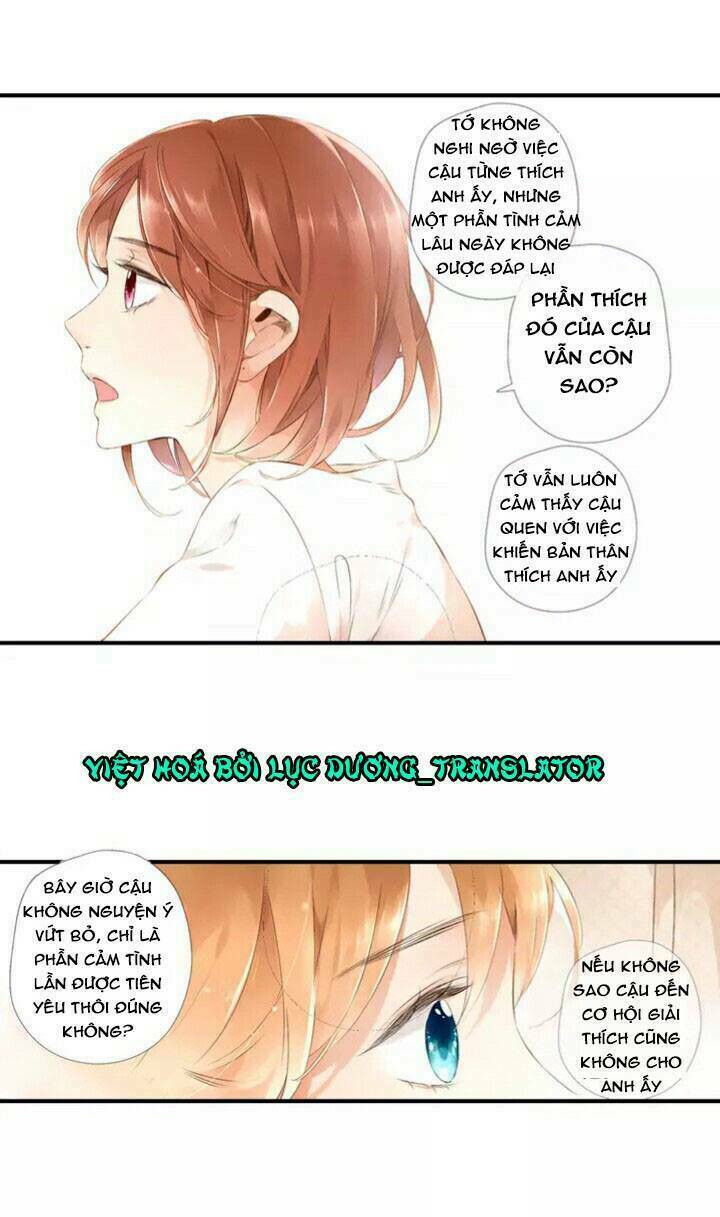 TỚ KHÔNG
NGHI NGỜ VIỆC
CẬU TỪNG THÍCH
ANH ẤY, NHƯNG
MỘT PHẦN TÌNH CẢM
LÂU NGÀY KHÔNG
ĐƯỢC ĐÁP LẠI
PHẦN THÍCH
ĐÓ CỦA CẬU
VẪN CÒN
SAO?
TỚ VẪN LUÔN
CẢM THẤY CẬU
QUEN VỚI VIỆC
KHIẾN BẢN THÂN
THÍCH ANH ẤY
VIỆT HOÁ BỞI LỤC DƯƠNG_TRANSLATOR
BÂY GIỜ CẬU
KHÔNG NGUYỆN Ý
VỨT BỎ, CHỈ LÀ
PHẦN CẢM TÌNH
LẦN ĐƯỢC TIÊN
YÊU THÔI ĐÚNG
KHÔNG?
NẾU KHÔNG
SAO CẬU ĐẾN
CƠ HỘI GIẢI
THÍCH CŨNG
KHÔNG CHO
ANH ẤY